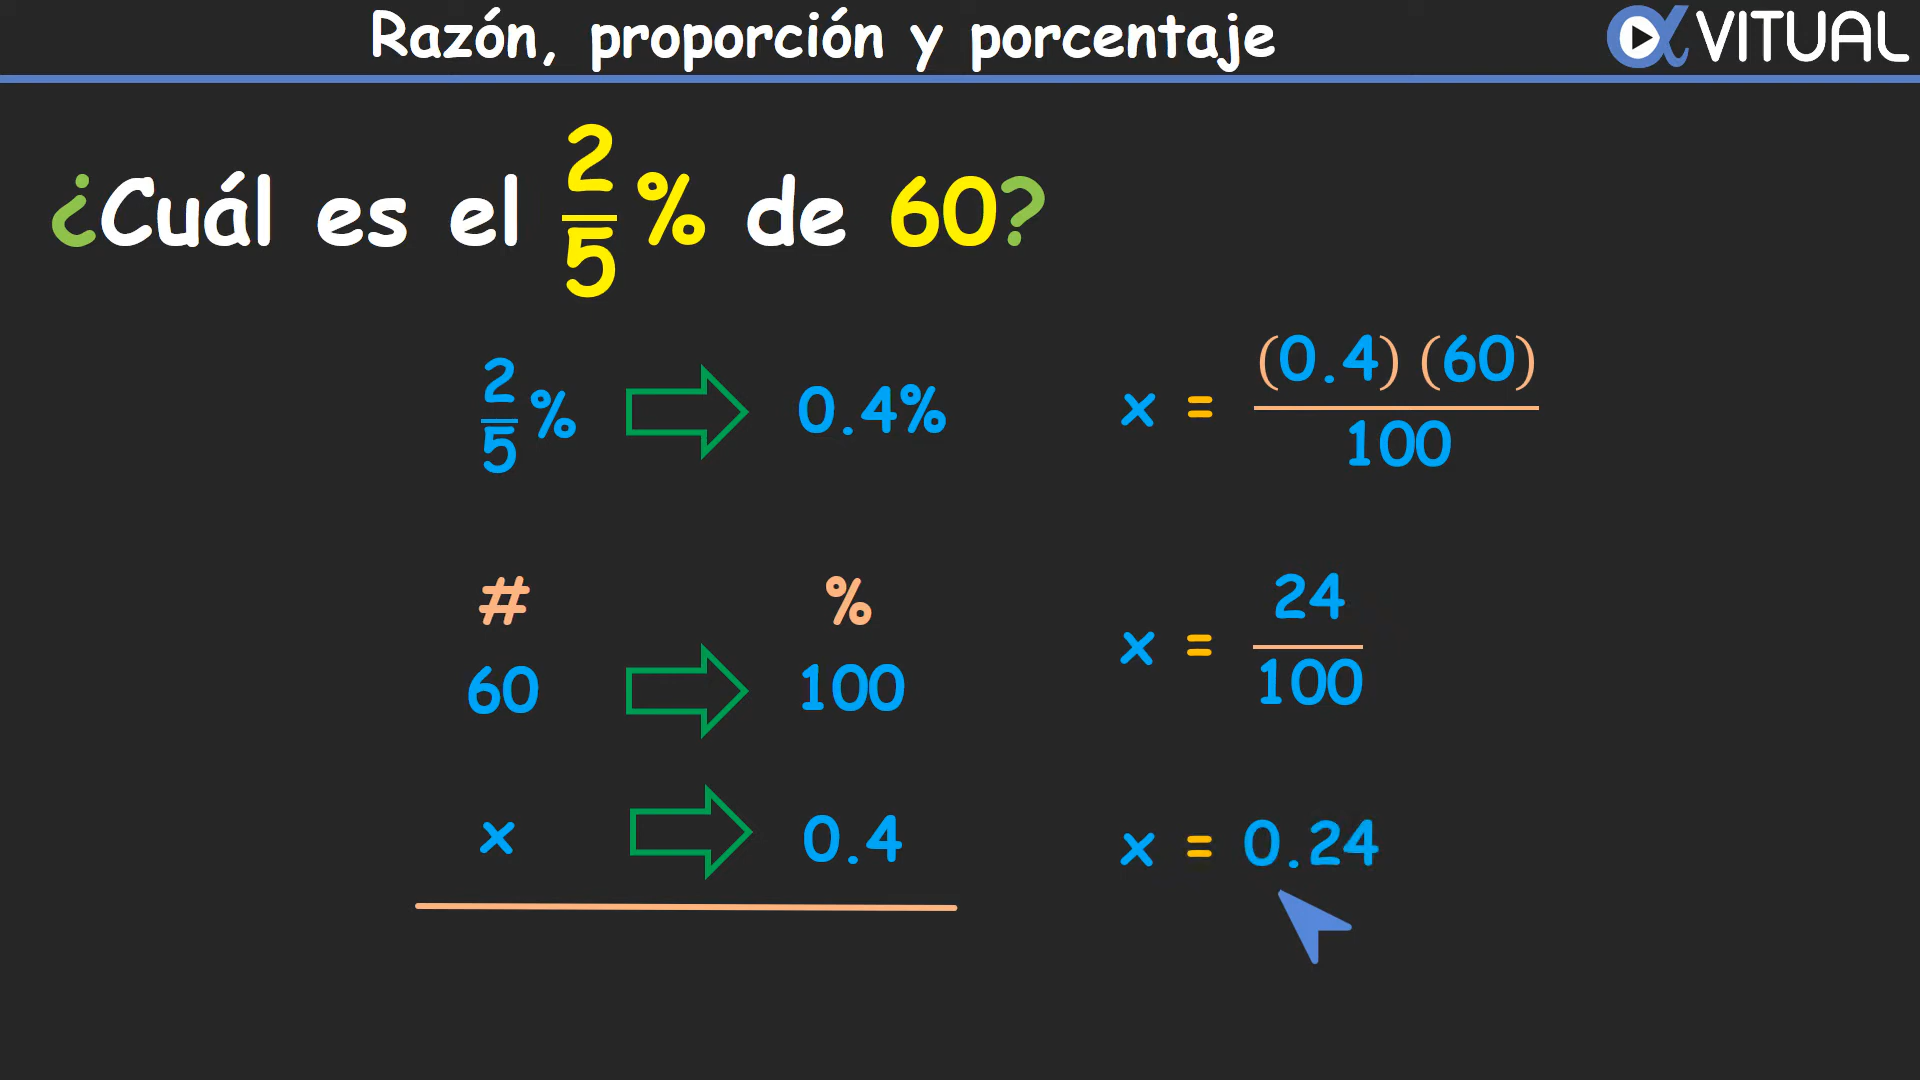 Razón, proporción y porcentaje
VITUAL
¿Cuál es el 2/5 % de 60?
2/5 % 0.4%
# %
60 100
x 0.4
x = (0.4) (60) / 100
x = 24 / 100
x = 0.24